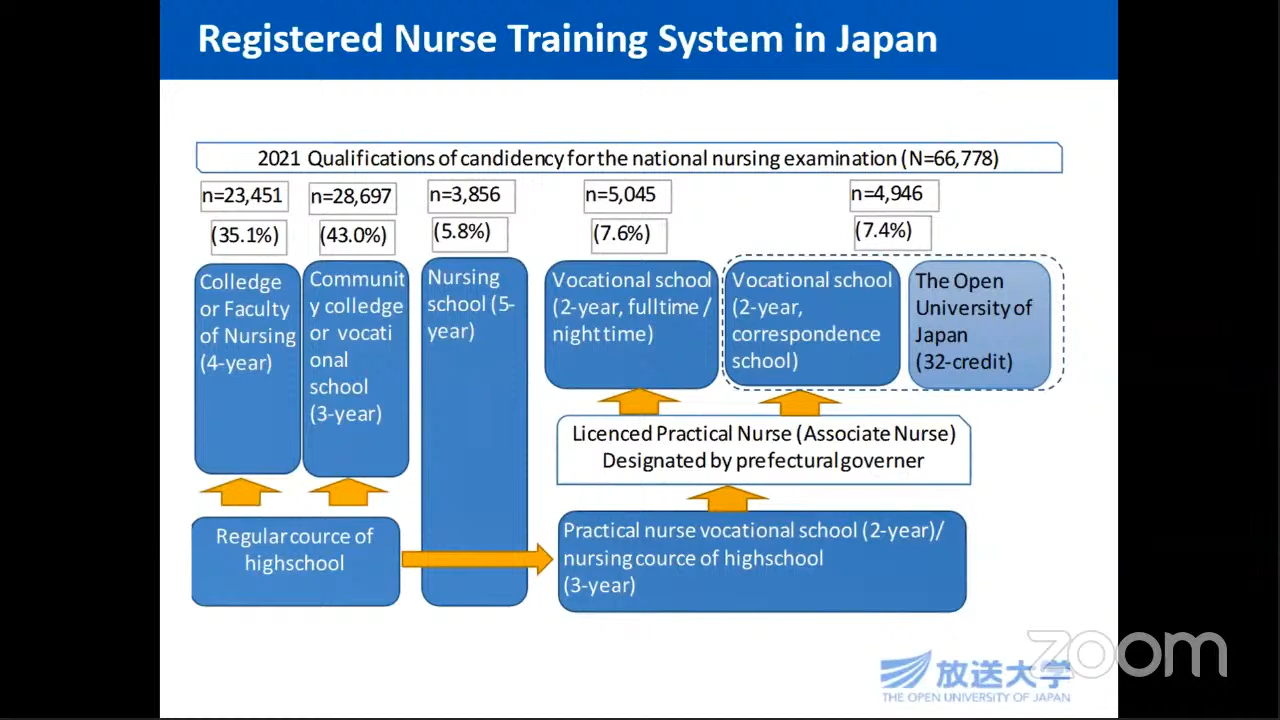 Registered Nurse Training System in Japan
2021 Qualifications of candidency for the national nursing examination (N=66,778)
n=23,451
n=28,697
n=3,856
n=5,045
n=4,946
(35.1%)
(43.0%)
(5.8%)
(7.6%)
(7.4%)
Colledge
or Faculty
of Nursing
(4-year)
Communit
y colledge
or vocati
onal
school
(3-year)
Nursing
school (5-
year)
Vocational school
(2-year, fulltime /
night time)
Vocational school
(2-year,
correspondence
school)
The Open
University of
Japan
(32-credit)
Licenced Practical Nurse (Associate Nurse)
Designated by prefectural governer
Regular cource of
highschool
Practical nurse vocational school (2-year)/
nursing cource of highschool
(3-year)
zoom
放送大学
THE OPEN UNIVERSITY OF JAPAN